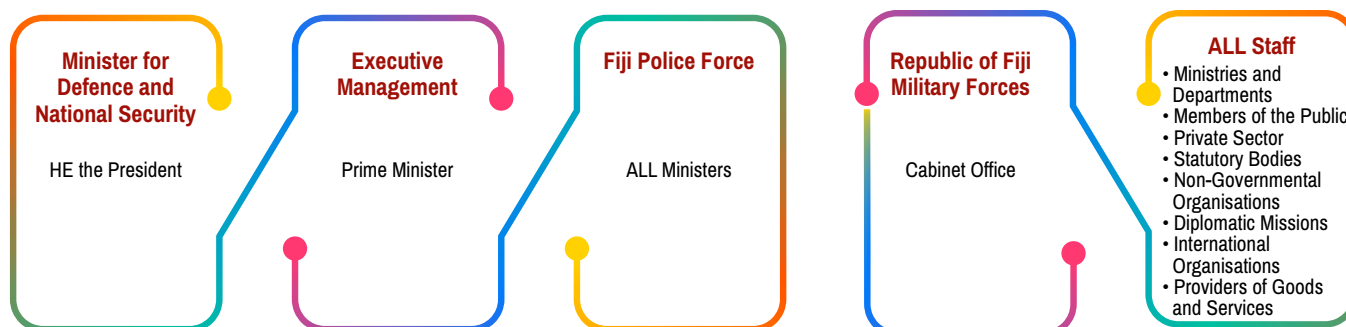 Minister for
Defence and
National Security
HE the President
Executive
Management
Prime Minister
Fiji Police Force
ALL Ministers
Republic of Fiji
Military Forces
Cabinet Office
ALL Staff
• Ministries and
Departments
• Members of the Public
• Private Sector
• Statutory Bodies
• Non-Governmental
Organisations
• Diplomatic Missions
• International
Organisations
• Providers of Goods
and Services